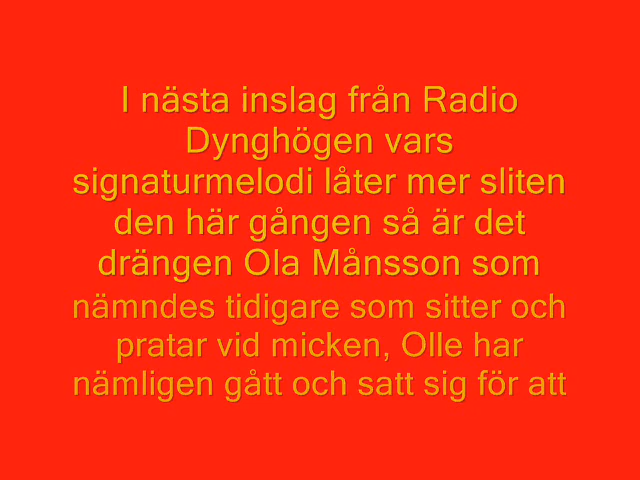 I nästa inslag från Radio
Dynghögen vars
signaturmelodi låter mer sliten
den här gången så är det
drängen Ola Månsson som
nämndes tidigare som sitter och
pratar vid micken, Olle har
nämligen gått och satt sig för att